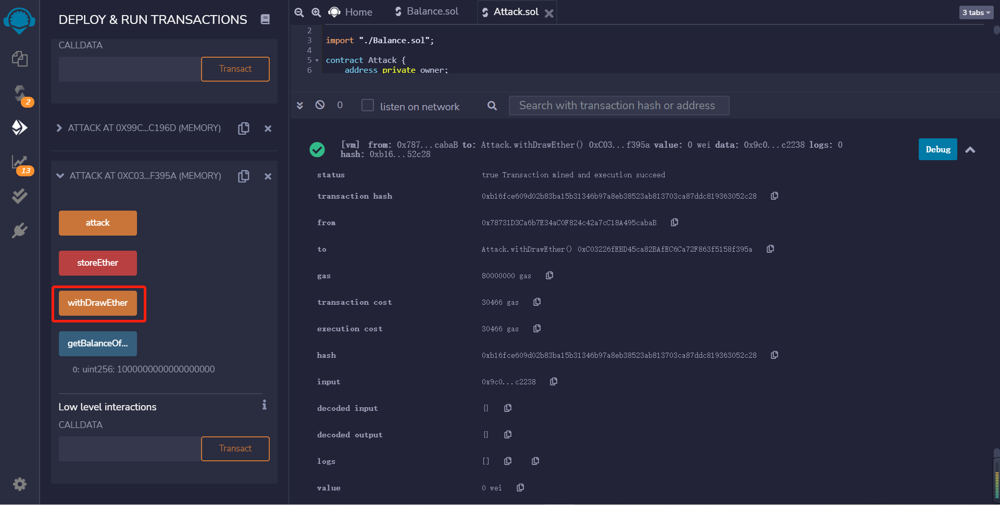 DEPLOY & RUN TRANSACTIONS
CALLDATA
Transact
2
ATTACK AT 0X99C...C196D (MEMORY)
13
ATTACK AT 0XC03...F395A (MEMORY)
attack
storeEther
withDrawEther
getBalanceOf...
0: uint256: 1000000000000000000
Low level interactions
i
CALLDATA
Transact
Home
Balance.sol
Attack.sol
3 tabs
2
3 import "./Balance.sol";
4
5 contract Attack {
6 address private owner;
0
listen on network
Search with transaction hash or address
[vm] from: 0x787...cabaB to: Attack.withDrawEther() 0xC03...f395a value: 0 wei data: 0x9c0...c2238 logs: 0
hash: 0xb16...52c28
Debug
status true Transaction mined and execution succeed
transaction hash 0xb16fce609d02b83ba15b31346b97a8eb38523ab813703ca87ddc819363052c28
from 0x78731D3Ca6b7E34aC0F824c42a7cC18A495cabaB
to Attack.withDrawEther() 0xC03226fEBD45ca82BAfEC6Ca72F863f5158f395a
gas 80000000 gas
transaction cost 30466 gas
execution cost 30466 gas
hash 0xb16fce609d02b83ba15b31346b97a8eb38523ab813703ca87ddc819363052c28
input 0x9c0...c2238
decoded input {}
decoded output {}
logs []
value 0 wei